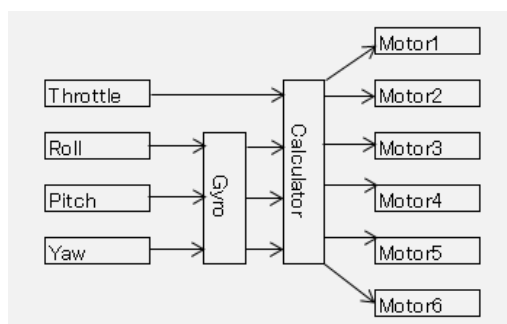 Motor1
Throttle
Motor2
Roll
Gyro
Calculator
Motor3
Pitch
Motor4
Yaw
Motor5
Motor6